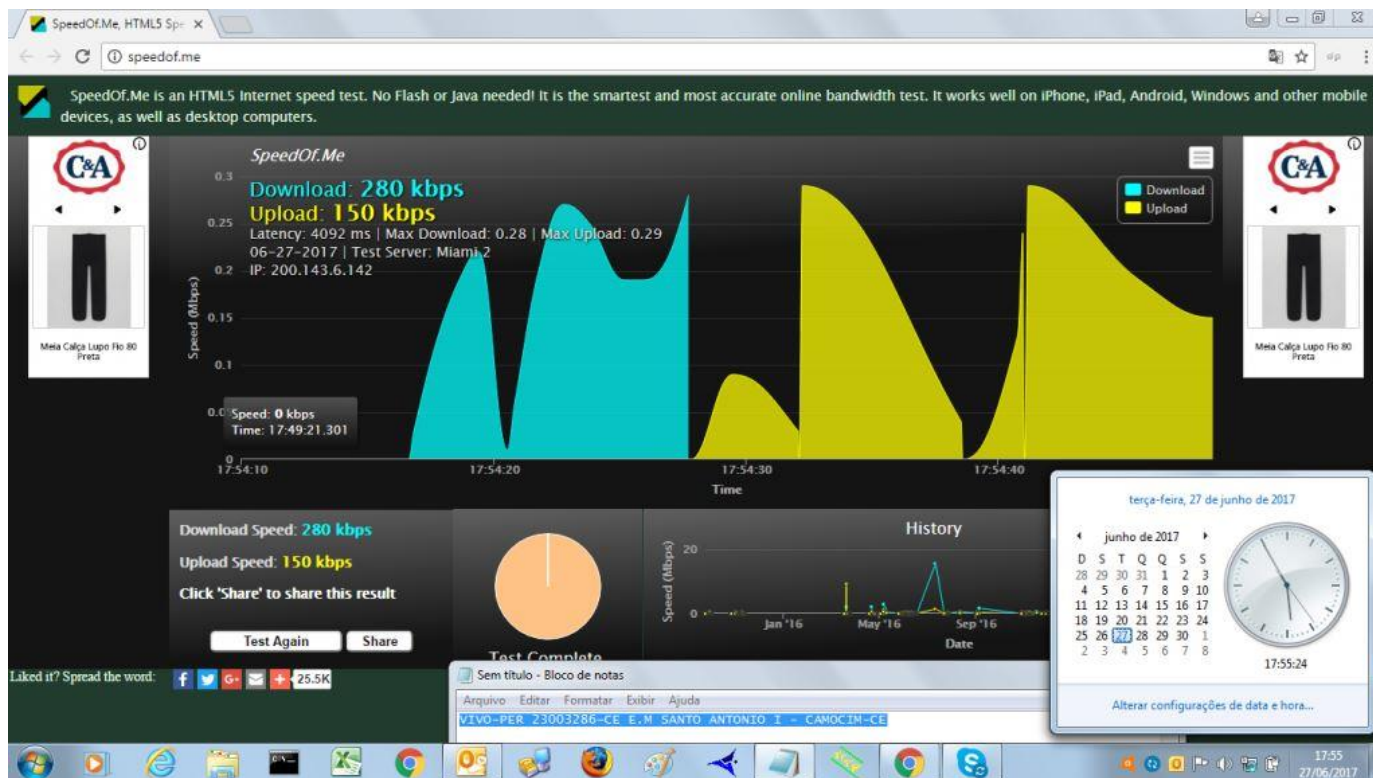 SpeedOf.Me, HTML5 Spe
speedof.me
SpeedOf.Me is an HTML5 Internet speed test. No Flash or Java needed! It is the smartest and most accurate online bandwidth test. It works well on iPhone, iPad, Android, Windows and other mobile
devices, as well as desktop computers.
C&A
Meia Calça Lupo Fio 80
Preta
SpeedOf.Me
Download: 280 kbps
Upload: 150 kbps
Latency: 4092 ms | Max Download: 0.28 | Max Upload: 0.29
06-27-2017 | Test Server: Miami 2
IP: 200.143.6.142
Download
Upload
0.3
0.25
0.2
0.15
0.1
0
Speed (Mbps)
Speed: 0 kbps
Time: 17:49:21.301
17:54:10
17:54:20
17:54:30
17:54:40
Time
C&A
Meia Calça Lupo Fio 80
Preta
Download Speed: 280 kbps
Upload Speed: 150 kbps
Click 'Share' to share this result
Test Again
Share
Test Complete
History
Speed (Mbps)
20
0
Jan '16
May '16
Sep '16
Date
Liked it? Spread the word:
f
G+
25.5K
Sem título - Bloco de notas
Arquivo Editar Formatar Exibir Ajuda
VIVO-PER 23003286-CE E.M SANTO ANTONIO I - CAMOCIM-CE
terça-feira, 27 de junho de 2017
junho de 2017
D S T Q Q S S
28 29 30 31 1 2 3
4 5 6 7 8 9 10
11 12 13 14 15 16 17
18 19 20 21 22 23 24
25 26 27 28 29 30 1
2 3 4 5 6 7 8
17:55:24
Alterar configurações de data e hora...
17:55
27/06/2017